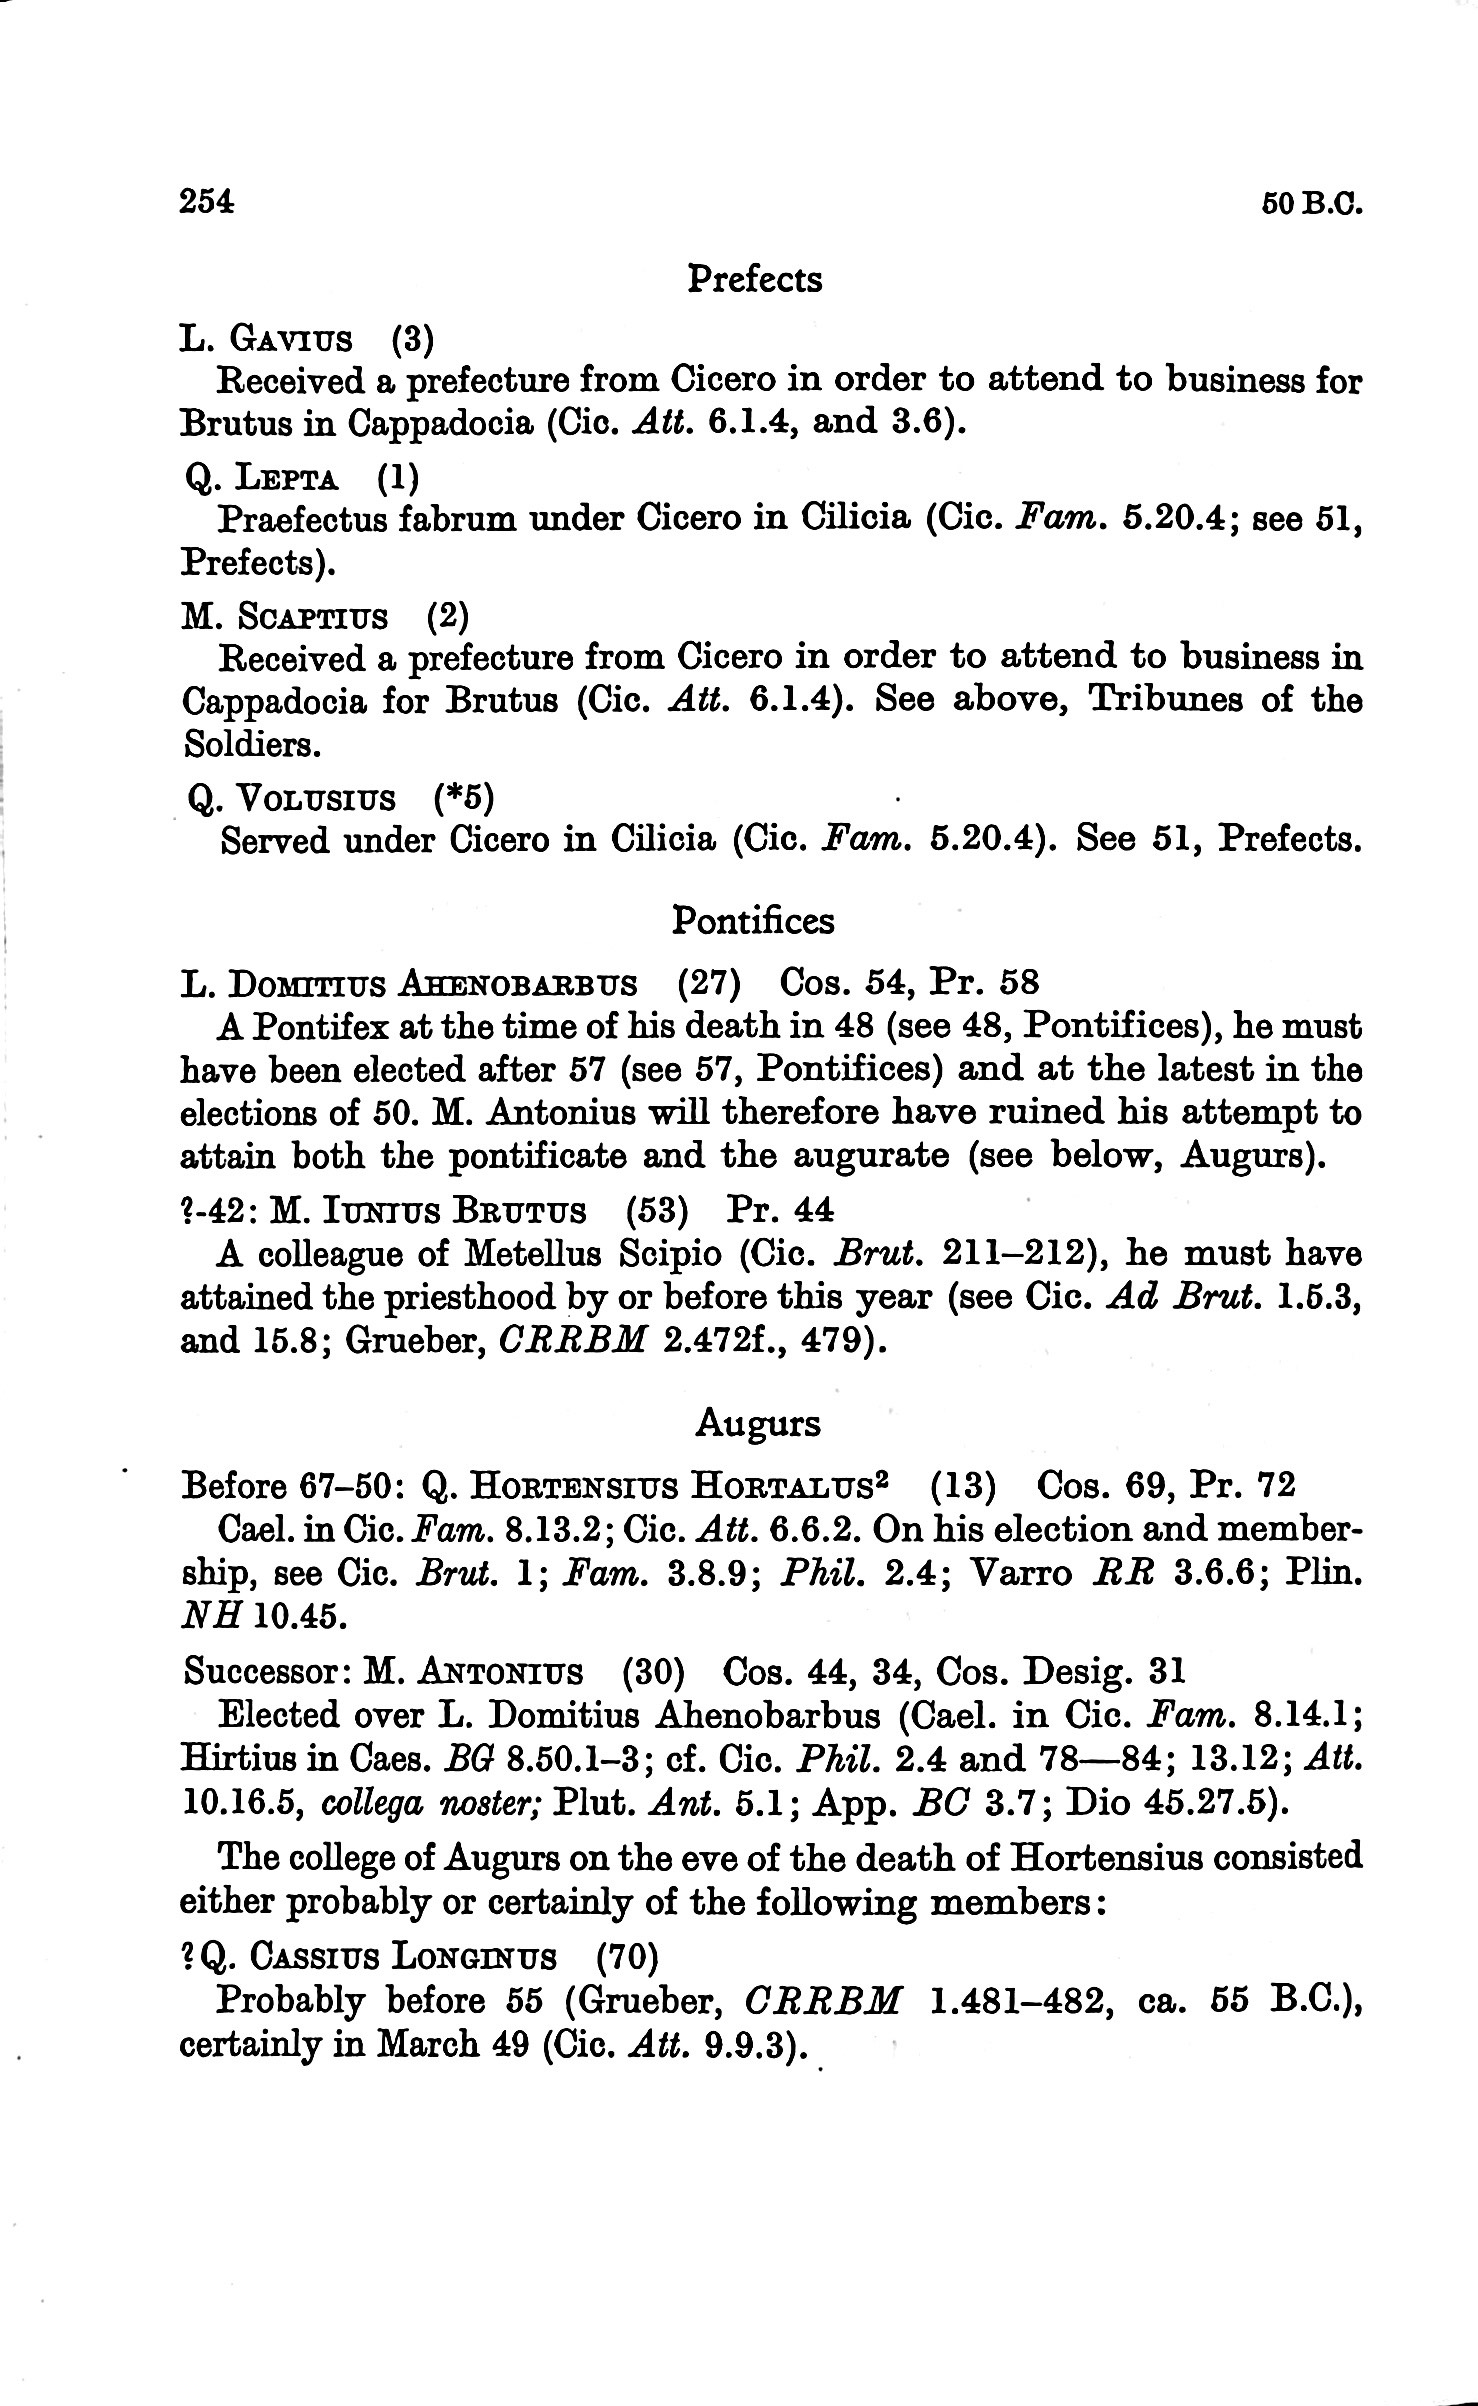 254 50 B.C.
Prefects
L. GAVIUS (3)
Received a prefecture from Cicero in order to attend to business for
Brutus in Cappadocia (Cic. Att. 6.1.4, and 3.6).
Q. LEPTA (1)
Praefectus fabrum under Cicero in Cilicia (Cic. Fam. 5.20.4; see 51,
Prefects).
M. SCAPTIUS (2)
Received a prefecture from Cicero in order to attend to business in
Cappadocia for Brutus (Cic. Att. 6.1.4). See above, Tribunes of the
Soldiers.
Q. VOLUSIUS (*5)
Served under Cicero in Cilicia (Cic. Fam. 5.20.4). See 51, Prefects.
Pontifices
L. DOMITIUS AHENOBARBUS (27) Cos. 54, Pr. 58
A Pontifex at the time of his death in 48 (see 48, Pontifices), he must
have been elected after 57 (see 57, Pontifices) and at the latest in the
elections of 50. M. Antonius will therefore have ruined his attempt to
attain both the pontificate and the augurate (see below, Augurs).
?-42: M. IUNIUS BRUTUS (53) Pr. 44
A colleague of Metellus Scipio (Cic. Brut. 211–212), he must have
attained the priesthood by or before this year (see Cic. Ad Brut. 1.5.3,
and 15.8; Grueber, CRRBM 2.472f., 479).
Augurs
Before 67–50: Q. HORTENSIUS HORTALUS² (13) Cos. 69, Pr. 72
Cael. in Cic. Fam. 8.13.2; Cic. Att. 6.6.2. On his election and member-
ship, see Cic. Brut. 1; Fam. 3.8.9; Phil. 2.4; Varro RR 3.6.6; Plin.
NH 10.45.
Successor: M. ANTONIUS (30) Cos. 44, 34, Cos. Desig. 31
Elected over L. Domitius Ahenobarbus (Cael. in Cic. Fam. 8.14.1;
Hirtius in Caes. BG 8.50.1–3; cf. Cic. Phil. 2.4 and 78—84; 13.12; Att.
10.16.5, collega noster; Plut. Ant. 5.1; App. BC 3.7; Dio 45.27.5).
The college of Augurs on the eve of the death of Hortensius consisted
either probably or certainly of the following members:
? Q. CASSIUS LONGINUS (70)
Probably before 55 (Grueber, CRRBM 1.481–482, ca. 55 B.C.),
certainly in March 49 (Cic. Att. 9.9.3).